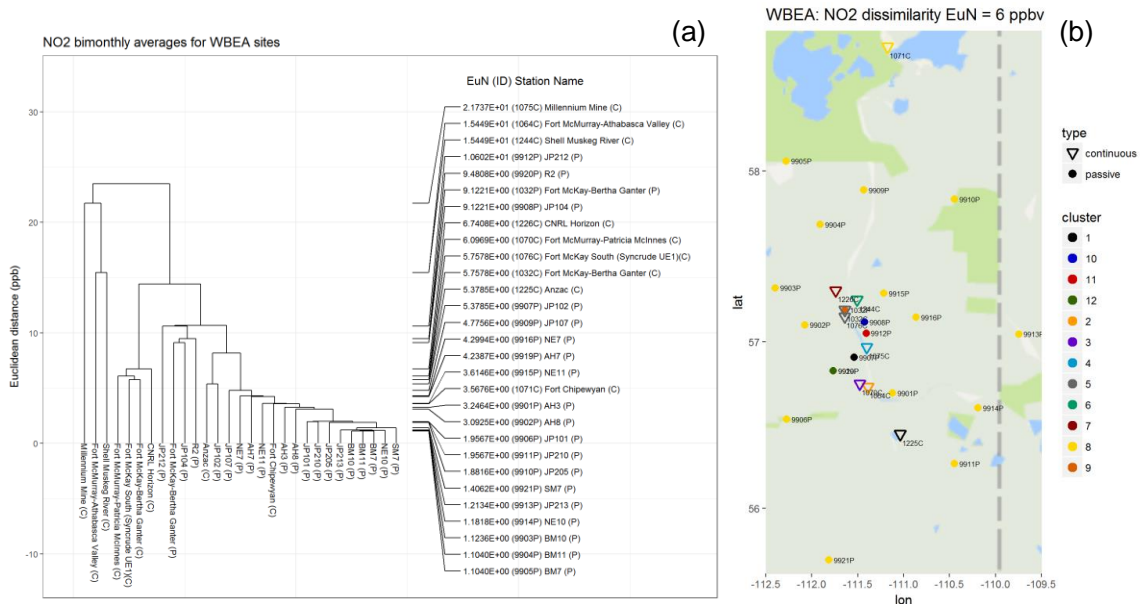 NO2 bimonthly averages for WBEA sites
(a)
Euclidean distance (ppb)
30
20
10
0
-10
EuN (ID) Station Name
2.1737E+01 (1075C) Millennium Mine (C)
1.5449E+01 (1064C) Fort McMurray-Athabasca Valley (C)
1.5449E+01 (1244C) Shell Muskeg River (C)
1.0602E+01 (9912P) JP212 (P)
9.4808E+00 (9920P) R2 (P)
9.1221E+00 (1032P) Fort McKay-Bertha Ganter (P)
9.1221E+00 (9908P) JP104 (P)
6.7408E+00 (1226C) CNRL Horizon (C)
6.0969E+00 (1070C) Fort McMurray-Patricia McInnes (C)
5.7578E+00 (1076C) Fort McKay South (Syncrude UE1)(C)
5.7578E+00 (1032C) Fort McKay-Bertha Ganter (C)
5.3785E+00 (1225C) Anzac (C)
5.3785E+00 (9907P) JP102 (P)
4.7756E+00 (9909P) JP107 (P)
4.2994E+00 (9916P) NE7 (P)
4.2387E+00 (9919P) AH7 (P)
3.6146E+00 (9915P) NE11 (P)
3.5676E+00 (1071C) Fort Chipewyan (C)
3.2464E+00 (9901P) AH3 (P)
3.0925E+00 (9902P) AH8 (P)
1.9567E+00 (9906P) JP101 (P)
1.9567E+00 (9911P) JP210 (P)
1.8816E+00 (9910P) JP205 (P)
1.4062E+00 (9921P) SM7 (P)
1.2134E+00 (9913P) JP213 (P)
1.1818E+00 (9914P) NE10 (P)
1.1236E+00 (9903P) BM10 (P)
1.1040E+00 (9904P) BM11 (P)
1.1040E+00 (9905P) BM7 (P)
Millennium Mine (C)
Fort McMurray-Athabasca Valley (C)
Shell Muskeg River (C)
Fort McMurray-Patricia McInnes (C)
Fort McKay South (Syncrude UE1)(C)
Fort McKay-Bertha Ganter (C)
CNRL Horizon (C)
JP212 (P)
Fort McKay-Bertha Ganter (P)
JP104 (P)
R2 (P)
Anzac (C)
JP102 (P)
JP107 (P)
NE7 (P)
AH7 (P)
NE11 (P)
Fort Chipewyan (C)
AH3 (P)
AH8 (P)
JP101 (P)
JP210 (P)
JP205 (P)
JP213 (P)
BM10 (P)
BM11 (P)
BM7 (P)
NE10 (P)
SM7 (P)
WBEA: NO2 dissimilarity EuN = 6 ppbv
(b)
lat
58
57
56
1071C
9905P
9909P
9910P
9904P
9903P
9915P
9902P
9916P
9908P
9912P
9913P
1075C
9907P
9901P
9914P
9906P
1225C
9911P
9921P
-112.5
-112.0
-111.5
-111.0
-110.5
-110.0
-109.5
lon
type
continuous
passive
cluster
1
10
11
12
2
3
4
5
6
7
8
9